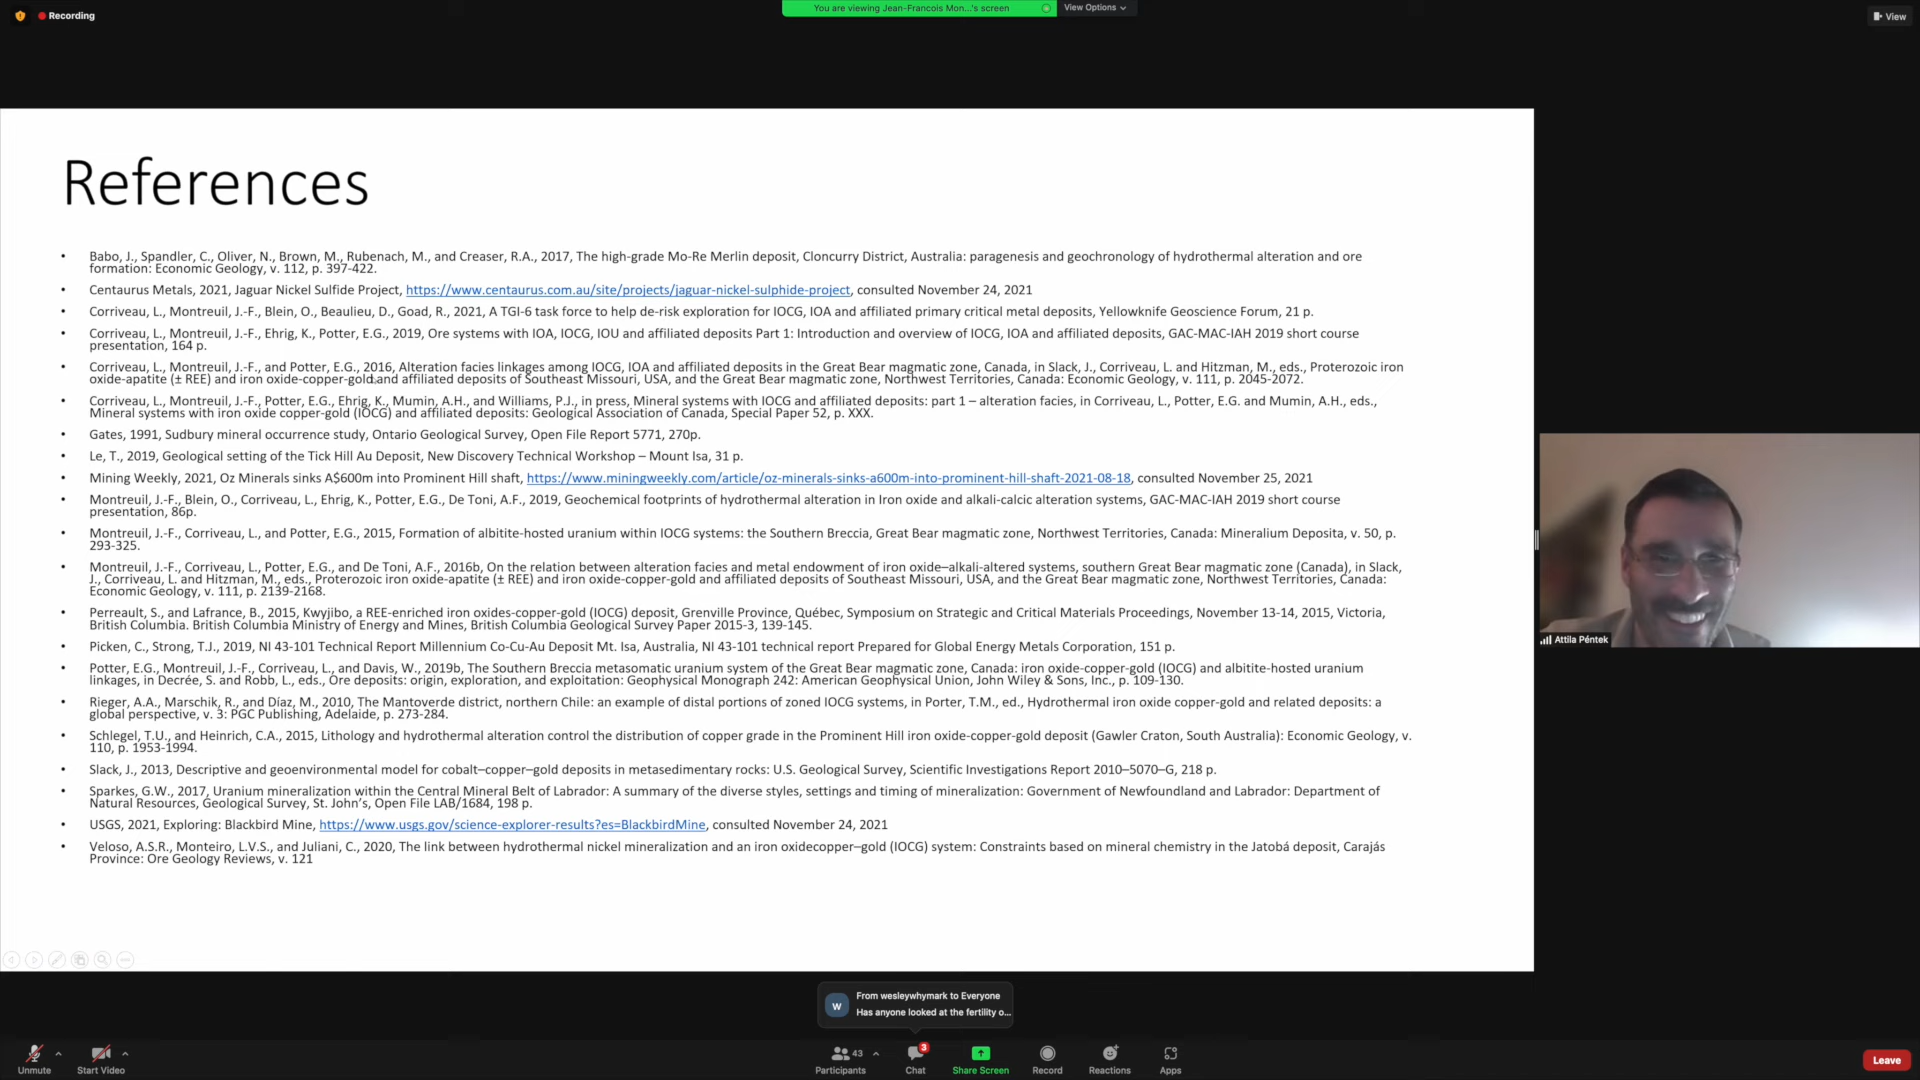 Recording
You are viewing Jean-Francois Mon...'s screen
View Options
View
References
• Babo, J., Spandler, C., Oliver, N., Brown, M., Rubenach, M., and Creaser, R.A., 2017, The high-grade Mo-Re Merlin deposit, Cloncurry District, Australia: paragenesis and geochronology of hydrothermal alteration and ore
formation: Economic Geology, v. 112, p. 397-422.
• Centaurus Metals, 2021, Jaguar Nickel Sulfide Project, https://www.centaurus.com.au/site/projects/jaguar-nickel-sulphide-project, consulted November 24, 2021
• Corriveau, L., Montreuil, J.-F., Blein, O., Beaulieu, D., Goad, R., 2021, A TGI-6 task force to help de-risk exploration for IOCG, IOA and affiliated primary critical metal deposits, Yellowknife Geoscience Forum, 21 p.
• Corriveau, L., Montreuil, J.-F., Ehrig, K., Potter, E.G., 2019, Ore systems with IOA, IOCG, IOU and affiliated deposits Part 1: Introduction and overview of IOCG, IOA and affiliated deposits, GAC-MAC-IAH 2019 short course
presentation, 164 p.
• Corriveau, L., Montreuil, J.-F., and Potter, E.G., 2016, Alteration facies linkages among IOCG, IOA and affiliated deposits in the Great Bear magmatic zone, Canada, in Slack, J., Corriveau, L. and Hitzman, M., eds., Proterozoic iron
oxide-apatite (± REE) and iron oxide-copper-gold and affiliated deposits of Southeast Missouri, USA, and the Great Bear magmatic zone, Northwest Territories, Canada: Economic Geology, v. 111, p. 2045-2072.
• Corriveau, L., Montreuil, J.-F., Potter, E.G., Ehrig, K., Mumin, A.H., and Williams, P.J., in press, Mineral systems with IOCG and affiliated deposits: part 1 – alteration facies, in Corriveau, L., Potter, E.G. and Mumin, A.H., eds.,
Mineral systems with iron oxide copper-gold (IOCG) and affiliated deposits: Geological Association of Canada, Special Paper 52, p. XXX.
• Gates, 1991, Sudbury mineral occurrence study, Ontario Geological Survey, Open File Report 5771, 270p.
• Le, T., 2019, Geological setting of the Tick Hill Au Deposit, New Discovery Technical Workshop – Mount Isa, 31 p.
• Mining Weekly, 2021, Oz Minerals sinks A$600m into Prominent Hill shaft, https://www.miningweekly.com/article/oz-minerals-sinks-a600m-into-prominent-hill-shaft-2021-08-18, consulted November 25, 2021
• Montreuil, J.-F., Blein, O., Corriveau, L., Ehrig, K., Potter, E.G., De Toni, A.F., 2019, Geochemical footprints of hydrothermal alteration in Iron oxide and alkali-calcic alteration systems, GAC-MAC-IAH 2019 short course
presentation, 86p.
• Montreuil, J.-F., Corriveau, L., and Potter, E.G., 2015, Formation of albitite-hosted uranium within IOCG systems: the Southern Breccia, Great Bear magmatic zone, Northwest Territories, Canada: Mineralium Deposita, v. 50, p.
293-325.
• Montreuil, J.-F., Corriveau, L., Potter, E.G., and De Toni, A.F., 2016b, On the relation between alteration facies and metal endowment of iron oxide–alkali-altered systems, southern Great Bear magmatic zone (Canada), in Slack,
J., Corriveau, L. and Hitzman, M., eds., Proterozoic iron oxide-apatite (± REE) and iron oxide-copper-gold and affiliated deposits of Southeast Missouri, USA, and the Great Bear magmatic zone, Northwest Territories, Canada:
Economic Geology, v. 111, p. 2139-2168.
• Perreault, S., and Lafrance, B., 2015, Kwyjibo, a REE-enriched iron oxides-copper-gold (IOCG) deposit, Grenville Province, Québec, Symposium on Strategic and Critical Materials Proceedings, November 13-14, 2015, Victoria,
British Columbia. British Columbia Ministry of Energy and Mines, British Columbia Geological Survey Paper 2015-3, 139-145.
• Picken, C., Strong, T.J., 2019, NI 43-101 Technical Report Millennium Co-Cu-Au Deposit Mt. Isa, Australia, NI 43-101 technical report Prepared for Global Energy Metals Corporation, 151 p.
• Potter, E.G., Montreuil, J.-F., Corriveau, L., and Davis, W., 2019b, The Southern Breccia metasomatic uranium system of the Great Bear magmatic zone, Canada: iron oxide-copper-gold (IOCG) and albitite-hosted uranium
linkages, in Decrée, S. and Robb, L., eds., Ore deposits: origin, exploration, and exploitation: Geophysical Monograph 242: American Geophysical Union, John Wiley & Sons, Inc., p. 109-130.
• Rieger, A.A., Marschik, R., and Díaz, M., 2010, The Mantoverde district, northern Chile: an example of distal portions of zoned IOCG systems, in Porter, T.M., ed., Hydrothermal iron oxide copper-gold and related deposits: a
global perspective, v. 3: PGC Publishing, Adelaide, p. 273-284.
• Schlegel, T.U., and Heinrich, C.A., 2015, Lithology and hydrothermal alteration control the distribution of copper grade in the Prominent Hill iron oxide-copper-gold deposit (Gawler Craton, South Australia): Economic Geology, v.
110, p. 1953-1994.
• Slack, J., 2013, Descriptive and geoenvironmental model for cobalt–copper–gold deposits in metasedimentary rocks: U.S. Geological Survey, Scientific Investigations Report 2010–5070–G, 218 p.
• Sparkes, G.W., 2017, Uranium mineralization within the Central Mineral Belt of Labrador: A summary of the diverse styles, settings and timing of mineralization: Government of Newfoundland and Labrador: Department of
Natural Resources, Geological Survey, St. John's, Open File LAB/1684, 198 p.
• USGS, 2021, Exploring: Blackbird Mine, https://www.usgs.gov/science-explorer-results?es=BlackbirdMine, consulted November 24, 2021
• Veloso, A.S.R., Monteiro, L.V.S., and Juliani, C., 2020, The link between hydrothermal nickel mineralization and an iron oxidecopper–gold (IOCG) system: Constraints based on mineral chemistry in the Jatobá deposit, Carajás
Province: Ore Geology Reviews, v. 121
Attila Péntek
W
From wesleywhymark to Everyone
Has anyone looked at the fertility o...
Unmute
Start Video
43
Participants
3
Chat
Share Screen
Record
Reactions
Apps
Leave